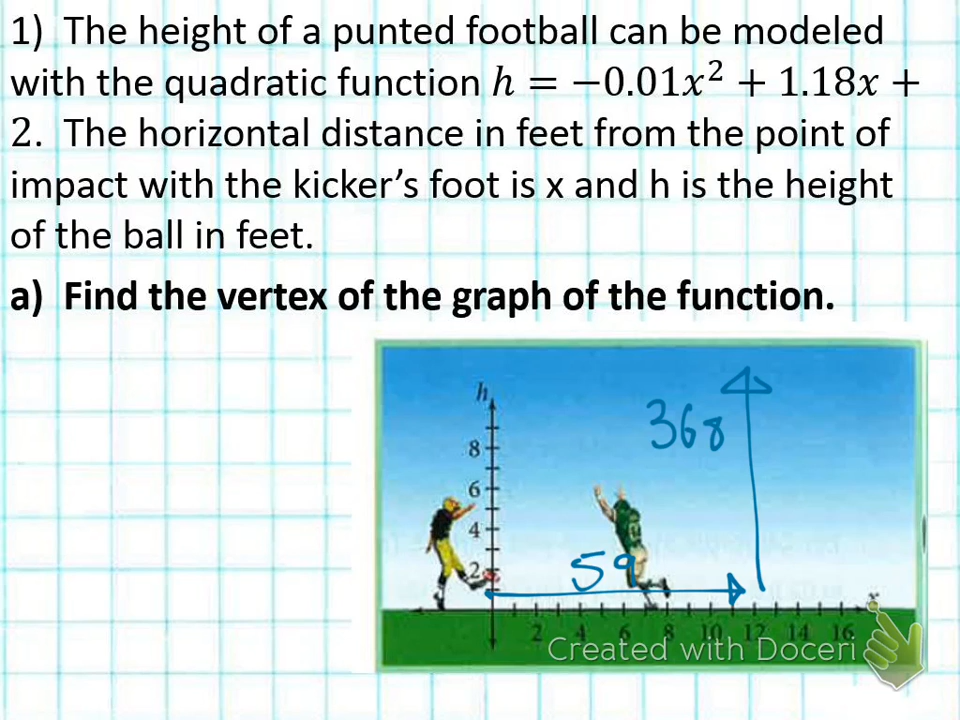 1) The height of a punted football can be modeled
with the quadratic function h = −0.01x² + 1.18x +
2. The horizontal distance in feet from the point of
impact with the kicker’s foot is x and h is the height
of the ball in feet.
a) Find the vertex of the graph of the function.
h
368
8
6
4
59
2
x
2 4 6 8 10 12 14 16
Created with Doceri